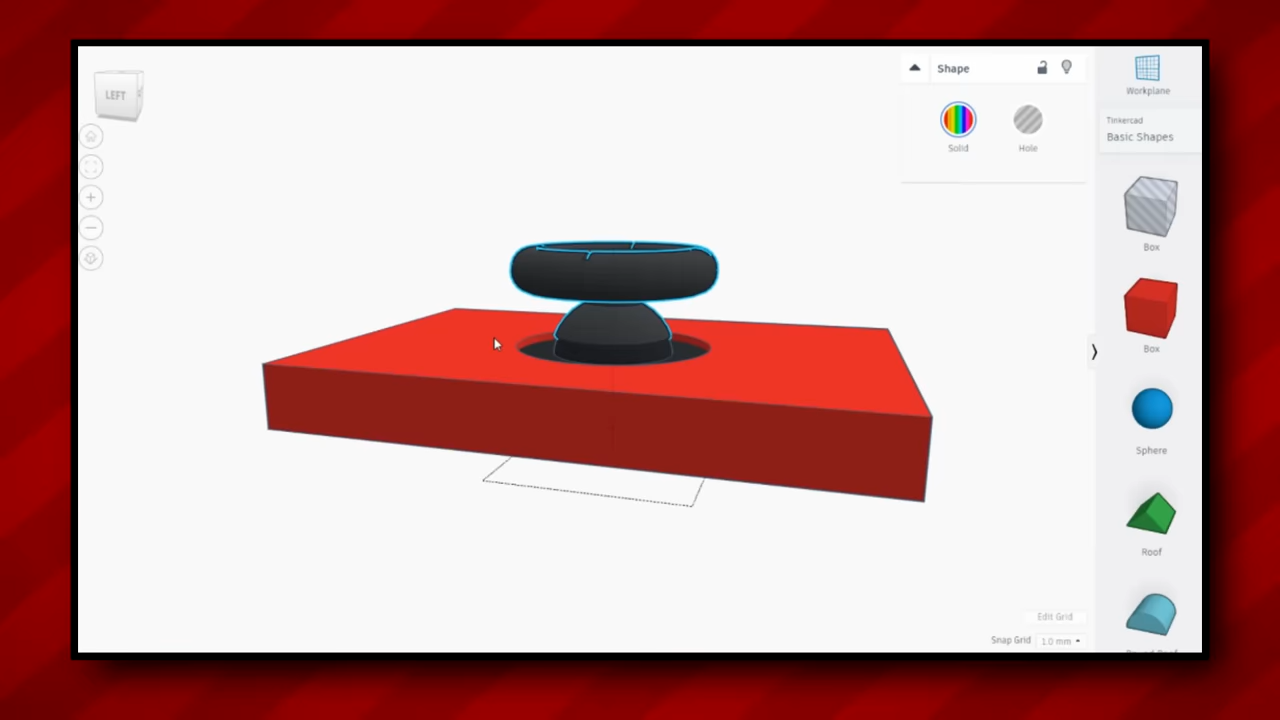 LEFT
Shape
Solid
Hole
Workplane
Tinkercad
Basic Shapes
Box
Box
Sphere
Roof
Edit Grid
Snap Grid 1.0 mm